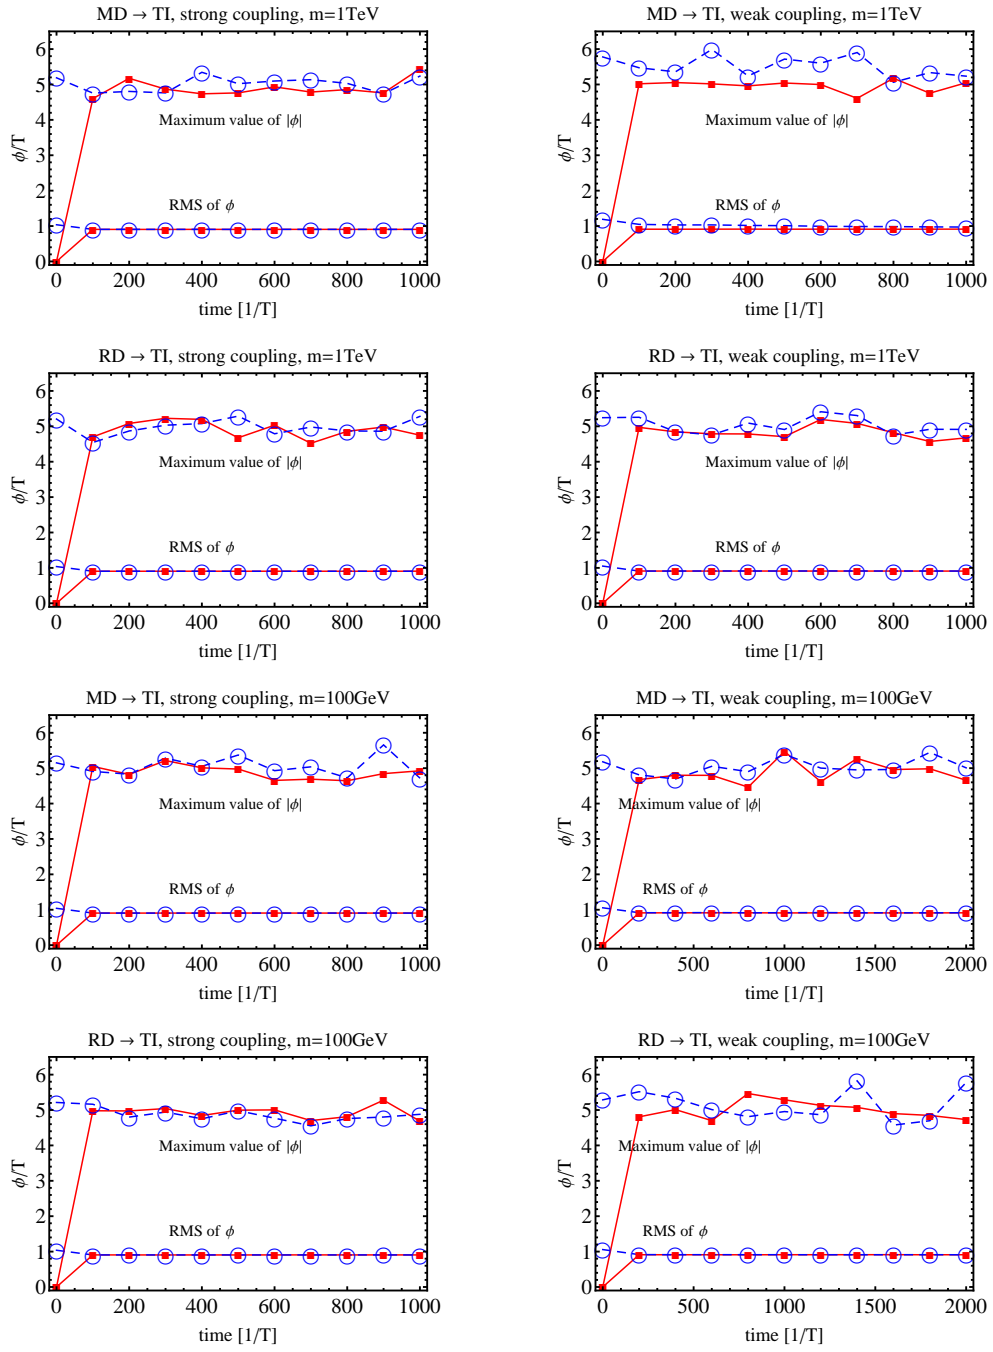 MD → TI, strong coupling, m=1TeV
6
5
4
3
2
1
0
ϕ/T
Maximum value of |ϕ|
RMS of ϕ
0 200 400 600 800 1000
time [1/T]
MD → TI, weak coupling, m=1TeV
6
5
4
3
2
1
0
ϕ/T
Maximum value of |ϕ|
RMS of ϕ
0 200 400 600 800 1000
time [1/T]
RD → TI, strong coupling, m=1TeV
6
5
4
3
2
1
0
ϕ/T
Maximum value of |ϕ|
RMS of ϕ
0 200 400 600 800 1000
time [1/T]
RD → TI, weak coupling, m=1TeV
6
5
4
3
2
1
0
ϕ/T
Maximum value of |ϕ|
RMS of ϕ
0 200 400 600 800 1000
time [1/T]
MD → TI, strong coupling, m=100GeV
6
5
4
3
2
1
0
ϕ/T
Maximum value of |ϕ|
RMS of ϕ
0 200 400 600 800 1000
time [1/T]
MD → TI, weak coupling, m=100GeV
6
5
4
3
2
1
0
ϕ/T
Maximum value of |ϕ|
RMS of ϕ
0 500 1000 1500 2000
time [1/T]
RD → TI, strong coupling, m=100GeV
6
5
4
3
2
1
0
ϕ/T
Maximum value of |ϕ|
RMS of ϕ
0 200 400 600 800 1000
time [1/T]
RD → TI, weak coupling, m=100GeV
6
5
4
3
2
1
0
ϕ/T
Maximum value of |ϕ|
RMS of ϕ
0 500 1000 1500 2000
time [1/T]